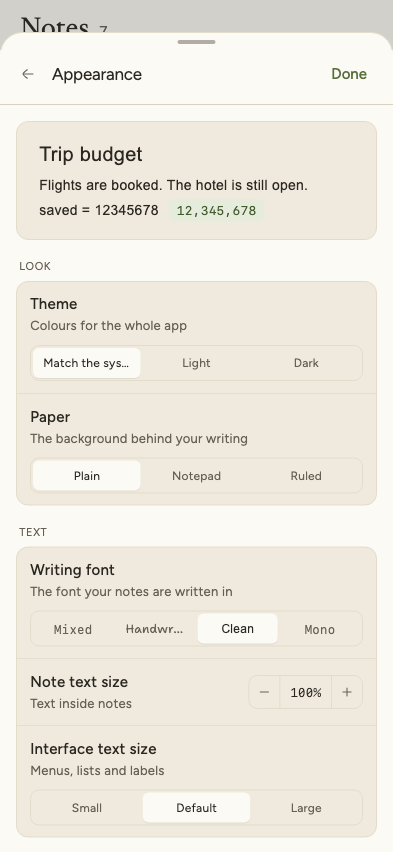 Notes 7
Appearance
Done
Trip budget
Flights are booked. The hotel is still open.
saved = 12345678 12,345,678
LOOK
Theme
Colours for the whole app
Match the sys… Light Dark
Paper
The background behind your writing
Plain Notepad Ruled
TEXT
Writing font
The font your notes are written in
Mixed Handwr… Clean Mono
Note text size
Text inside notes
− 100% +
Interface text size
Menus, lists and labels
Small Default Large